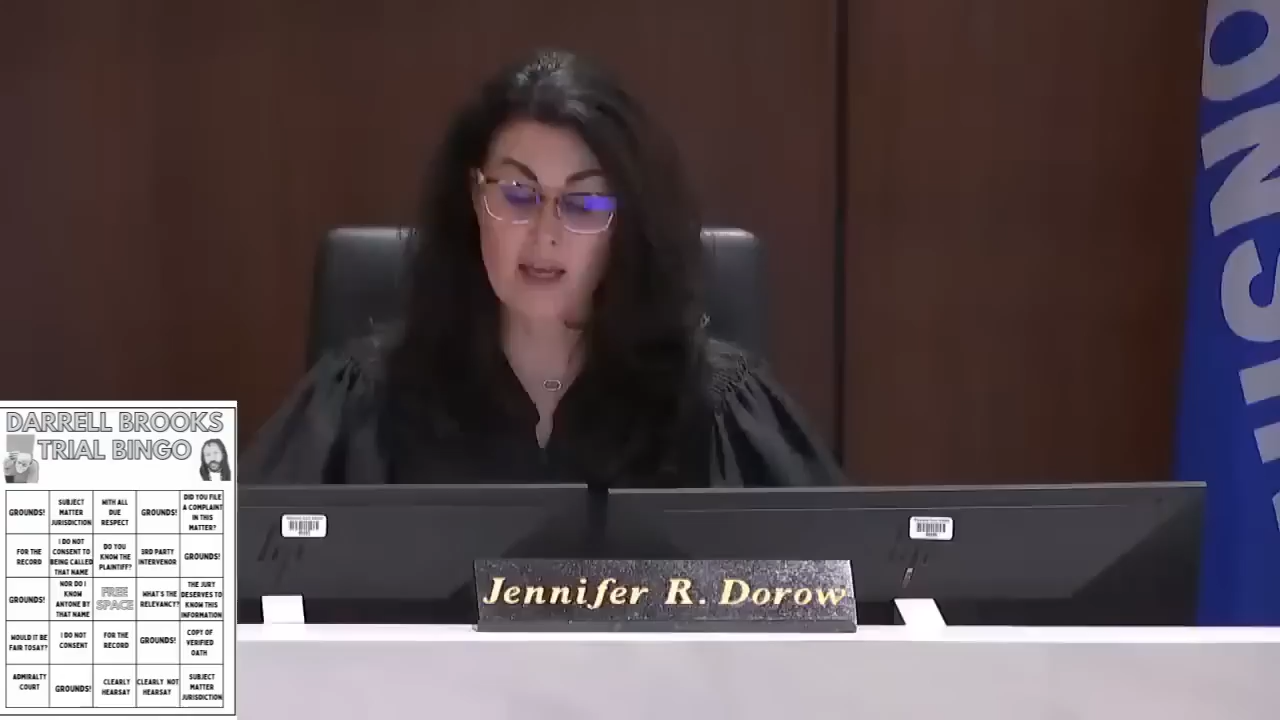 DARRELL BROOKS
TRIAL BINGO
GROUNDS!
SUBJECT
MATTER
JURISDICTION
WITH ALL
DUE
RESPECT
GROUNDS!
DID YOU FILE
A COMPLAINT
IN THIS
MATTER?
FOR THE
RECORD
I DO NOT
CONSENT TO
BEING CALLED
THAT NAME
DO YOU
KNOW THE
PLAINTIFF?
3RD PARTY
INTERVENOR
GROUNDS!
GROUNDS!
NOR DO I
KNOW
ANYONE BY
THAT NAME
FREE
SPACE
WHAT'S THE
RELEVANCY?
THE JURY
DESERVES TO
KNOW THIS
INFORMATION
WOULD IT BE
FAIR TO SAY?
I DO NOT
CONSENT
FOR THE
RECORD
GROUNDS!
COPY OF
VERIFIED
OATH
ADMIRALTY
COURT
GROUNDS!
CLEARLY
HEARSAY
CLEARLY NOT
HEARSAY
SUBJECT
MATTER
JURISDICTION
Jennifer R. Dorow